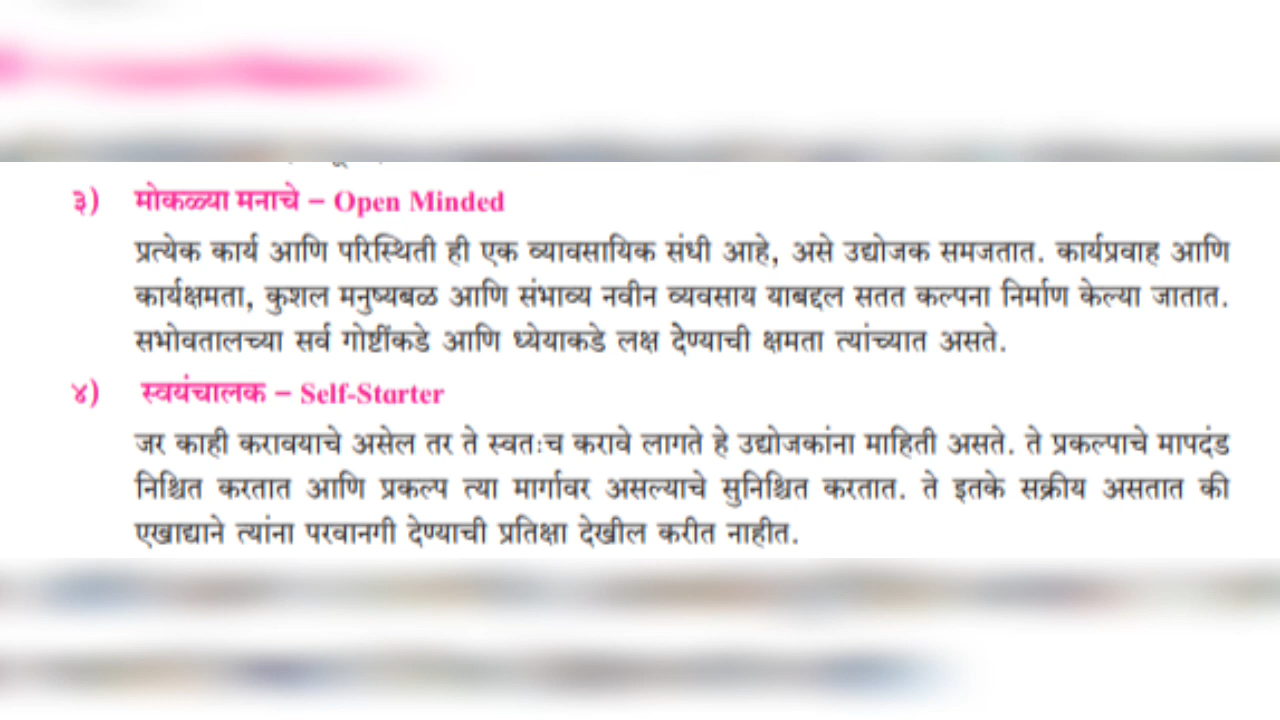 ३) मोकळ्या मनाचे – Open Minded
प्रत्येक कार्य आणि परिस्थिती ही एक व्यावसायिक संधी आहे, असे उद्योजक समजतात. कार्यप्रवाह आणि
कार्यक्षमता, कुशल मनुष्यबळ आणि संभाव्य नवीन व्यवसाय याबद्दल सतत कल्पना निर्माण केल्या जातात.
सभोवतालच्या सर्व गोष्टींकडे आणि ध्येयाकडे लक्ष देण्याची क्षमता त्यांच्यात असते.
४) स्वयंचालक – Self-Starter
जर काही करावयाचे असेल तर ते स्वतःच करावे लागते हे उद्योजकांना माहिती असते. ते प्रकल्पाचे मापदंड
निश्चित करतात आणि प्रकल्प त्या मार्गावर असल्याचे सुनिश्चित करतात. ते इतके सक्रीय असतात की
एखाद्याने त्यांना परवानगी देण्याची प्रतिक्षा देखील करीत नाहीत.